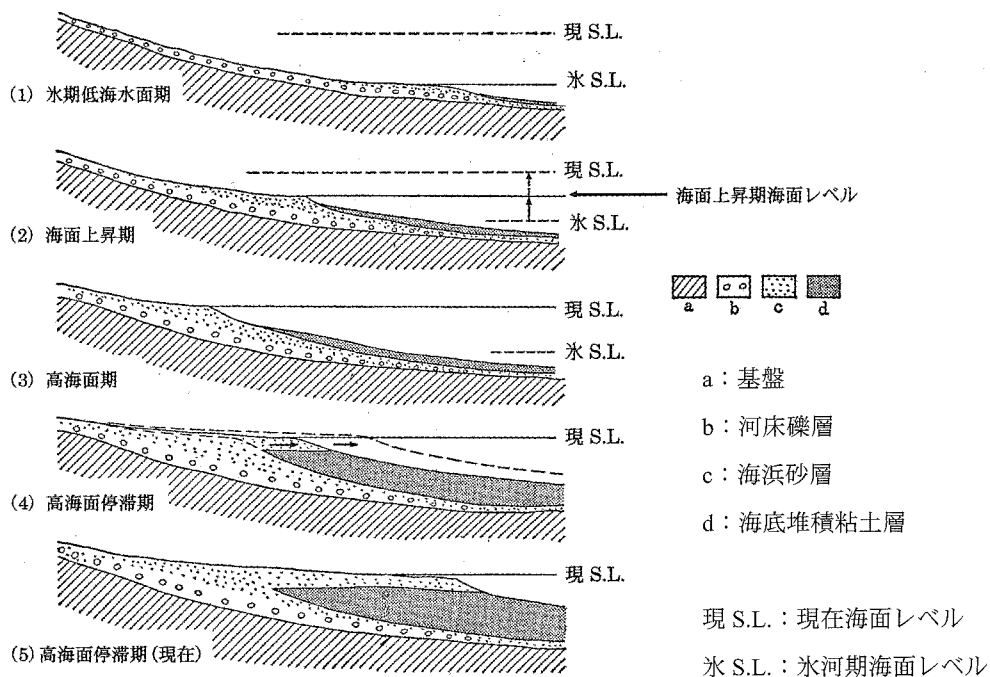 現 S.L.
氷 S.L.
(1) 氷期低海水面期
現 S.L.
海面上昇期海面レベル
氷 S.L.
(2) 海面上昇期
現 S.L.
氷 S.L.
(3) 高海面期
現 S.L.
(4) 高海面停滞期
現 S.L.
(5) 高海面停滞期(現在)
a b c d
a：基盤
b：河床礫層
c：海浜砂層
d：海底堆積粘土層
現 S.L.：現在海面レベル
氷 S.L.：氷河期海面レベル